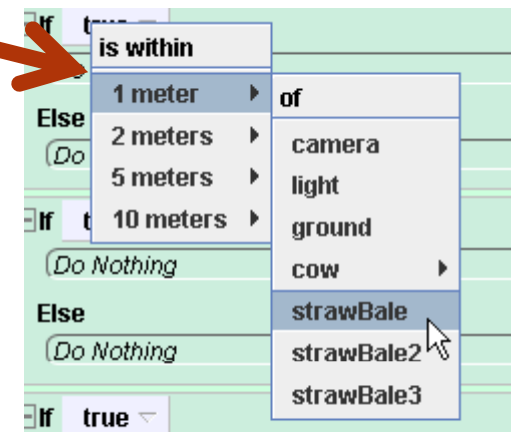 If
is within
1 meter
2 meters
5 meters
10 meters
of
camera
light
ground
cow
strawBale
strawBale2
strawBale3
Else
(Do
If
Do Nothing
Else
Do Nothing
If true